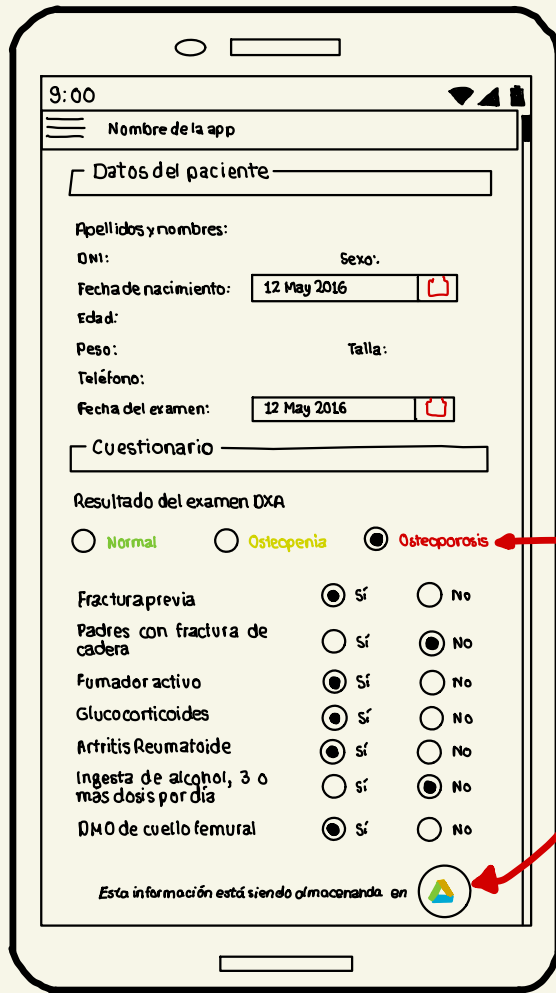 9:00
Nombre de la app
Datos del paciente
Apellidos y nombres:
DNI:
Sexo:
Fecha de nacimiento: 12 May 2016
Edad:
Peso:
Talla:
Teléfono:
Fecha del examen: 12 May 2016
Cuestionario
Resultado del examen DXA
Normal Osteopenia Osteoporosis
Fractura previa Sí No
Padres con fractura de
cadera Sí No
Fumador activo Sí No
Glucocorticoides Sí No
Artritis Reumatoide Sí No
Ingesta de alcohol, 3 o
mas dosis por día Sí No
DMO de cuello femural Sí No
Esta información está siendo almacenanda en